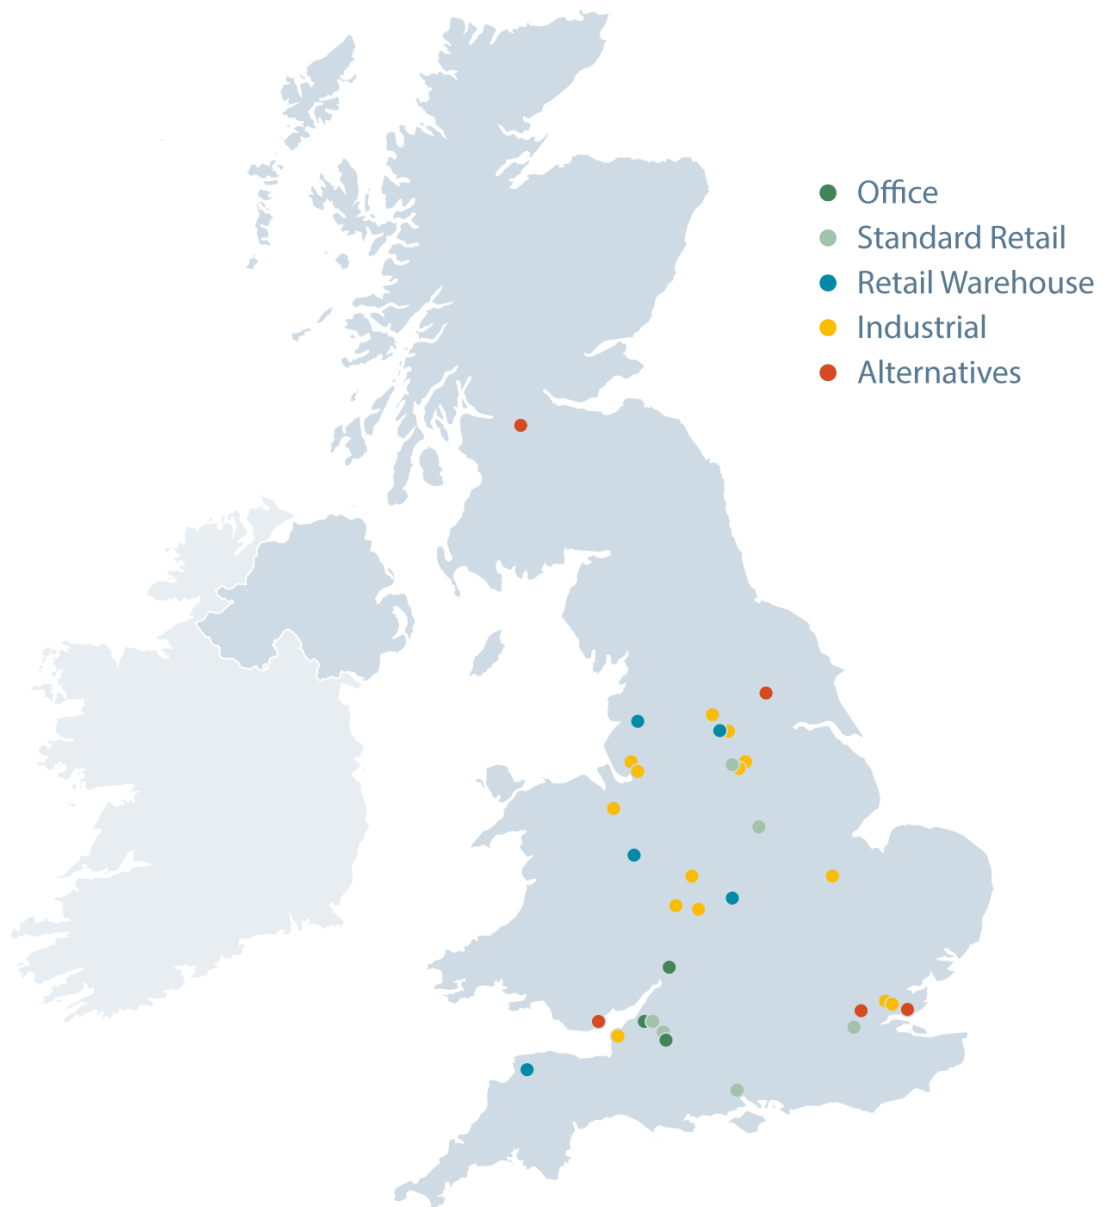 Office
Standard Retail
Retail Warehouse
Industrial
Alternatives